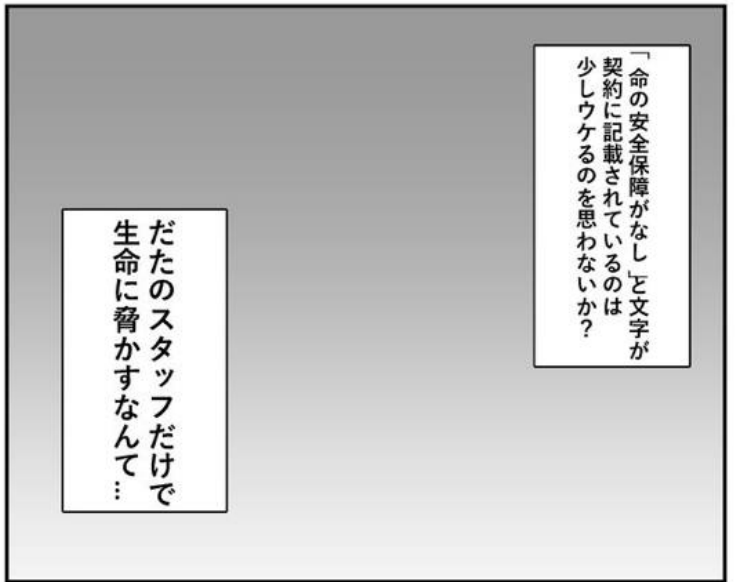 「命の安全保障がなし」と文字が
契約に記載されているのは
少しウケるのを思わないか？
だたのスタッフだけで
生命に脅かすなんて…